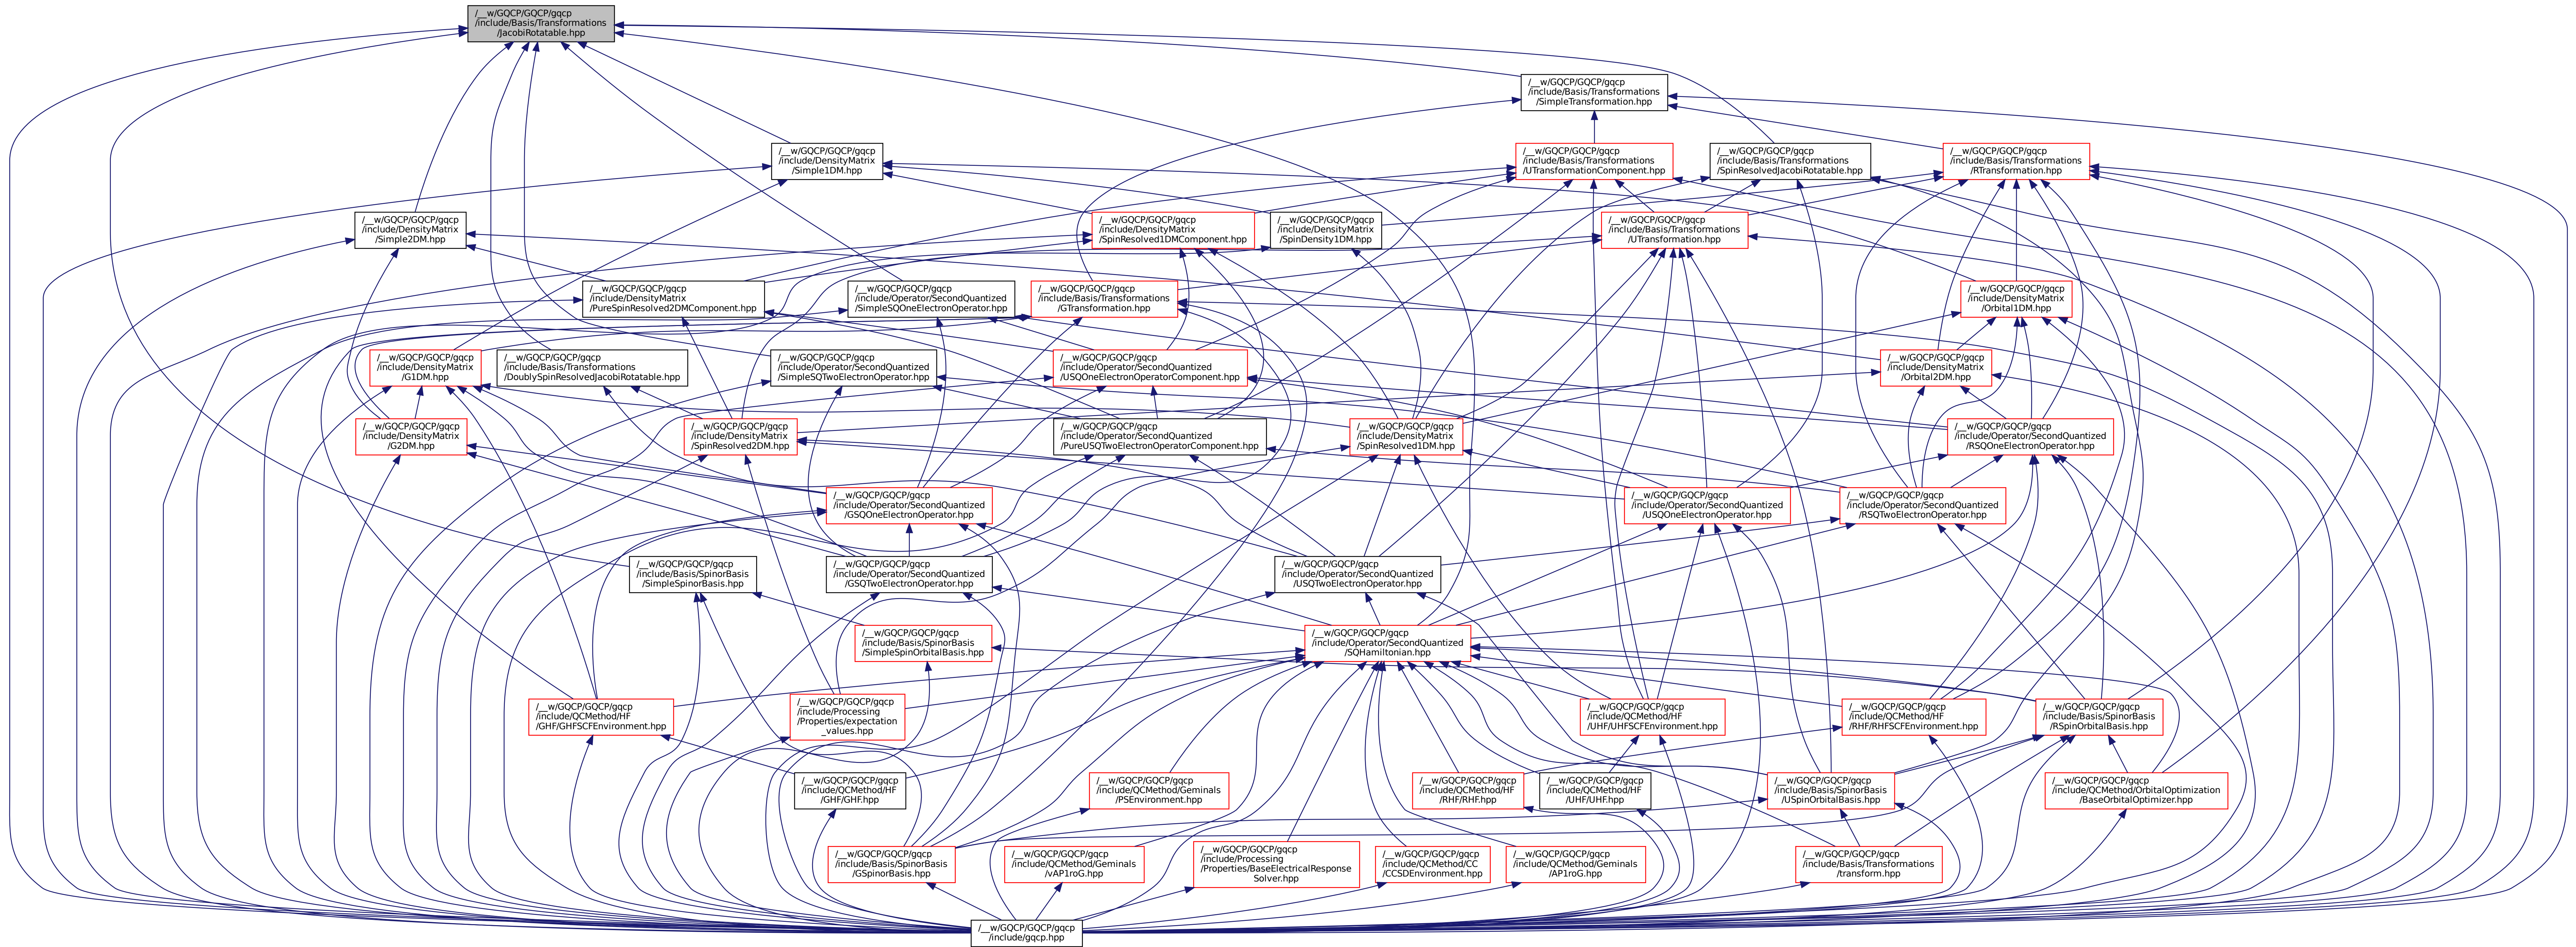 /__w/GQCP/GQCP/gqcp
/include/Basis/Transformations
/JacobiRotatable.hpp
/__w/GQCP/GQCP/gqcp
/include/Basis/Transformations
/SimpleTransformation.hpp
/__w/GQCP/GQCP/gqcp
/include/DensityMatrix
/Simple1DM.hpp
/__w/GQCP/GQCP/gqcp
/include/Basis/Transformations
/UTransformationComponent.hpp
/__w/GQCP/GQCP/gqcp
/include/Basis/Transformations
/SpinResolvedJacobiRotatable.hpp
/__w/GQCP/GQCP/gqcp
/include/Basis/Transformations
/RTransformation.hpp
/__w/GQCP/GQCP/gqcp
/include/DensityMatrix
/Simple2DM.hpp
/__w/GQCP/GQCP/gqcp
/include/DensityMatrix
/SpinResolved1DMComponent.hpp
/__w/GQCP/GQCP/gqcp
/include/DensityMatrix
/SpinDensity1DM.hpp
/__w/GQCP/GQCP/gqcp
/include/Basis/Transformations
/UTransformation.hpp
/__w/GQCP/GQCP/gqcp
/include/DensityMatrix
/PureSpinResolved2DMComponent.hpp
/__w/GQCP/GQCP/gqcp
/include/Operator/SecondQuantized
/SimpleSQOneElectronOperator.hpp
/__w/GQCP/GQCP/gqcp
/include/Basis/Transformations
/GTransformation.hpp
/__w/GQCP/GQCP/gqcp
/include/DensityMatrix
/Orbital1DM.hpp
/__w/GQCP/GQCP/gqcp
/include/DensityMatrix
/G1DM.hpp
/__w/GQCP/GQCP/gqcp
/include/Basis/Transformations
/DoublySpinResolvedJacobiRotatable.hpp
/__w/GQCP/GQCP/gqcp
/include/Operator/SecondQuantized
/SimpleSQTwoElectronOperator.hpp
/__w/GQCP/GQCP/gqcp
/include/Operator/SecondQuantized
/USQOneElectronOperatorComponent.hpp
/__w/GQCP/GQCP/gqcp
/include/DensityMatrix
/Orbital2DM.hpp
/__w/GQCP/GQCP/gqcp
/include/DensityMatrix
/G2DM.hpp
/__w/GQCP/GQCP/gqcp
/include/DensityMatrix
/SpinResolved2DM.hpp
/__w/GQCP/GQCP/gqcp
/include/Operator/SecondQuantized
/PureUSQTwoElectronOperatorComponent.hpp
/__w/GQCP/GQCP/gqcp
/include/DensityMatrix
/SpinResolved1DM.hpp
/__w/GQCP/GQCP/gqcp
/include/Operator/SecondQuantized
/RSQOneElectronOperator.hpp
/__w/GQCP/GQCP/gqcp
/include/Operator/SecondQuantized
/GSQOneElectronOperator.hpp
/__w/GQCP/GQCP/gqcp
/include/Operator/SecondQuantized
/USQOneElectronOperator.hpp
/__w/GQCP/GQCP/gqcp
/include/Operator/SecondQuantized
/RSQTwoElectronOperator.hpp
/__w/GQCP/GQCP/gqcp
/include/Basis/SpinorBasis
/SimpleSpinorBasis.hpp
/__w/GQCP/GQCP/gqcp
/include/Operator/SecondQuantized
/GSQTwoElectronOperator.hpp
/__w/GQCP/GQCP/gqcp
/include/Operator/SecondQuantized
/USQTwoElectronOperator.hpp
/__w/GQCP/GQCP/gqcp
/include/Basis/SpinorBasis
/SimpleSpinOrbitalBasis.hpp
/__w/GQCP/GQCP/gqcp
/include/Operator/SecondQuantized
/SQHamiltonian.hpp
/__w/GQCP/GQCP/gqcp
/include/QCMethod/HF
/GHF/GHFSCFEnvironment.hpp
/__w/GQCP/GQCP/gqcp
/include/Processing
/Properties/expectation
_values.hpp
/__w/GQCP/GQCP/gqcp
/include/QCMethod/HF
/UHF/UHFSCFEnvironment.hpp
/__w/GQCP/GQCP/gqcp
/include/QCMethod/HF
/RHF/RHFSCFEnvironment.hpp
/__w/GQCP/GQCP/gqcp
/include/Basis/SpinorBasis
/RSpinOrbitalBasis.hpp
/__w/GQCP/GQCP/gqcp
/include/QCMethod/HF
/GHF/GHF.hpp
/__w/GQCP/GQCP/gqcp
/include/QCMethod/Geminals
/PSEnvironment.hpp
/__w/GQCP/GQCP/gqcp
/include/QCMethod/HF
/RHF/RHF.hpp
/__w/GQCP/GQCP/gqcp
/include/QCMethod/HF
/UHF/UHF.hpp
/__w/GQCP/GQCP/gqcp
/include/Basis/SpinorBasis
/USpinOrbitalBasis.hpp
/__w/GQCP/GQCP/gqcp
/include/QCMethod/OrbitalOptimization
/BaseOrbitalOptimizer.hpp
/__w/GQCP/GQCP/gqcp
/include/Basis/SpinorBasis
/GSpinorBasis.hpp
/__w/GQCP/GQCP/gqcp
/include/QCMethod/Geminals
/vAP1roG.hpp
/__w/GQCP/GQCP/gqcp
/include/Processing
/Properties/BaseElectricalResponse
Solver.hpp
/__w/GQCP/GQCP/gqcp
/include/QCMethod/CC
/CCSDEnvironment.hpp
/__w/GQCP/GQCP/gqcp
/include/QCMethod/Geminals
/AP1roG.hpp
/__w/GQCP/GQCP/gqcp
/include/Basis/Transformations
/transform.hpp
/__w/GQCP/GQCP/gqcp
/include/gqcp.hpp